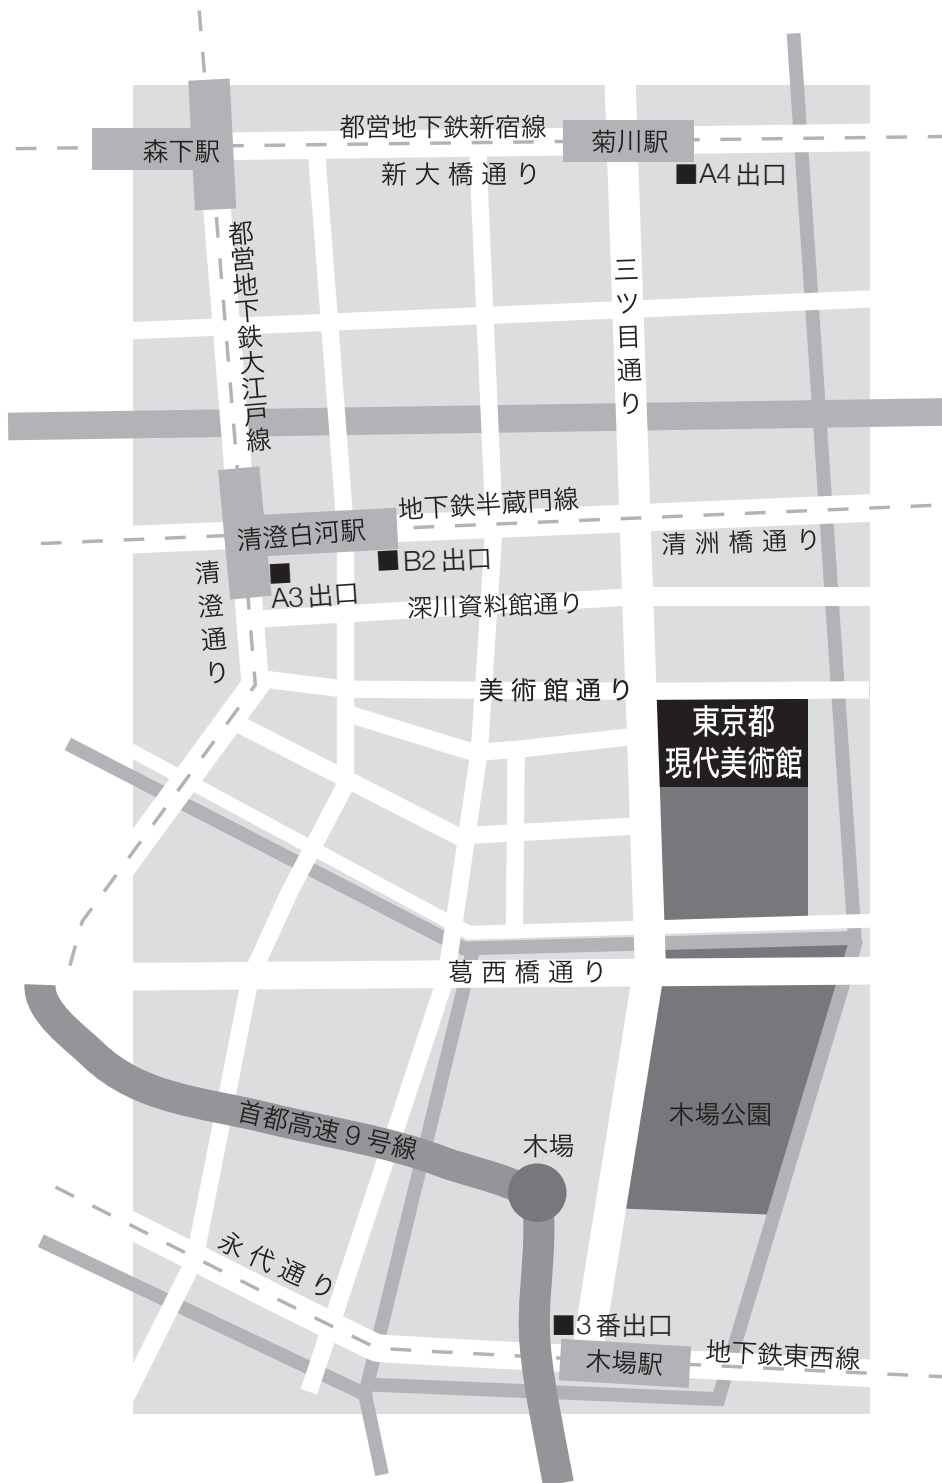 都営地下鉄新宿線
森下駅
菊川駅
新大橋通り
■A4出口
都営地下鉄大江戸線
三ツ目通り
地下鉄半蔵門線
清澄白河駅
清洲橋通り
■B2出口
清澄通り
■
A3出口
深川資料館通り
美術館通り
東京都
現代美術館
葛西橋通り
首都高速9号線
木場公園
木場
永代通り
■3番出口
木場駅
地下鉄東西線